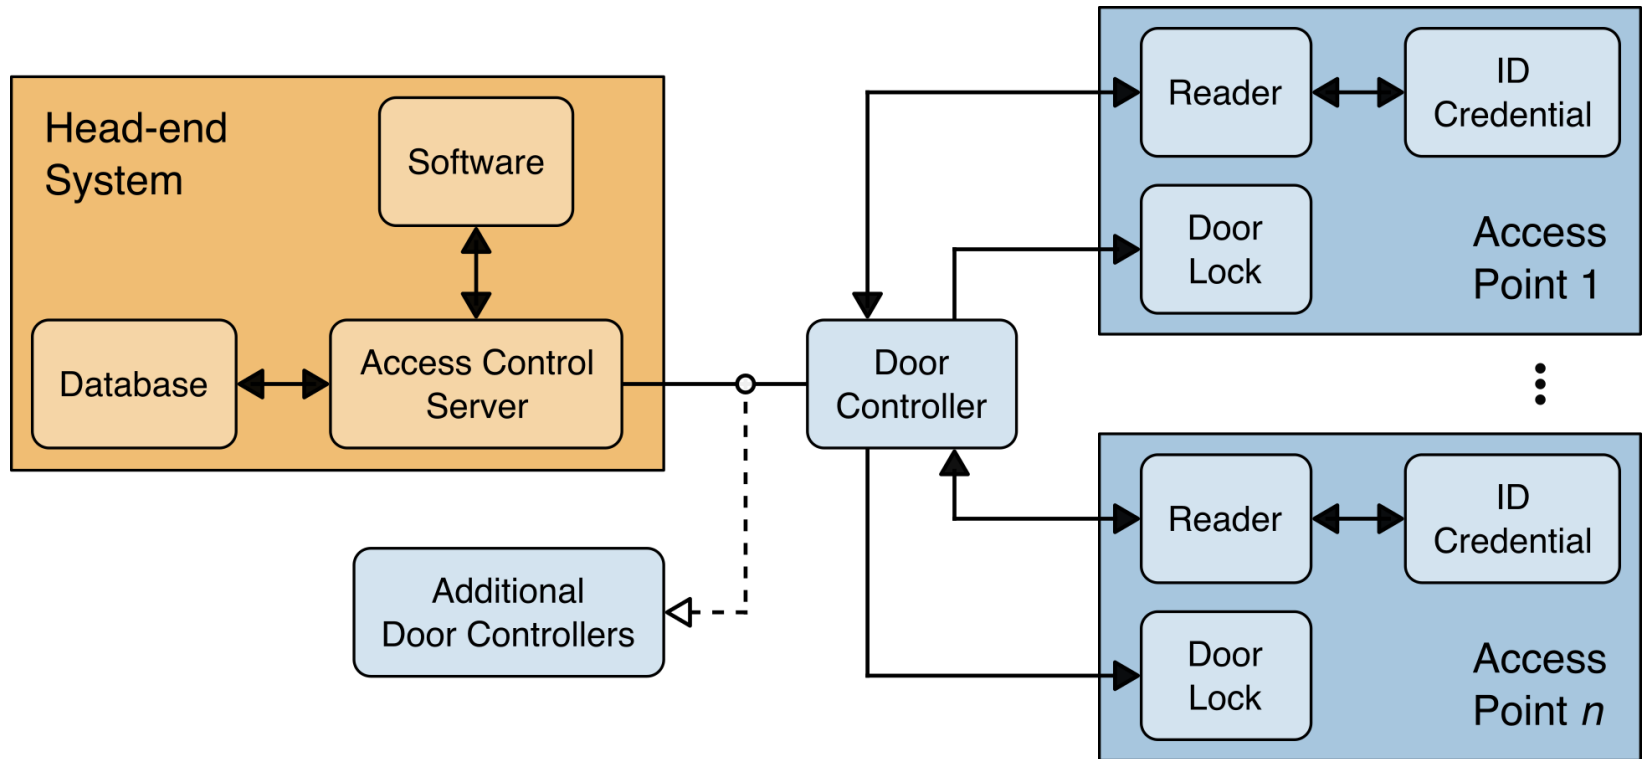 Head-end
System
Software
Database
Access Control
Server
Additional
Door Controllers
Door
Controller
Reader
ID
Credential
Door
Lock
Access
Point 1
Reader
ID
Credential
Door
Lock
Access
Point n